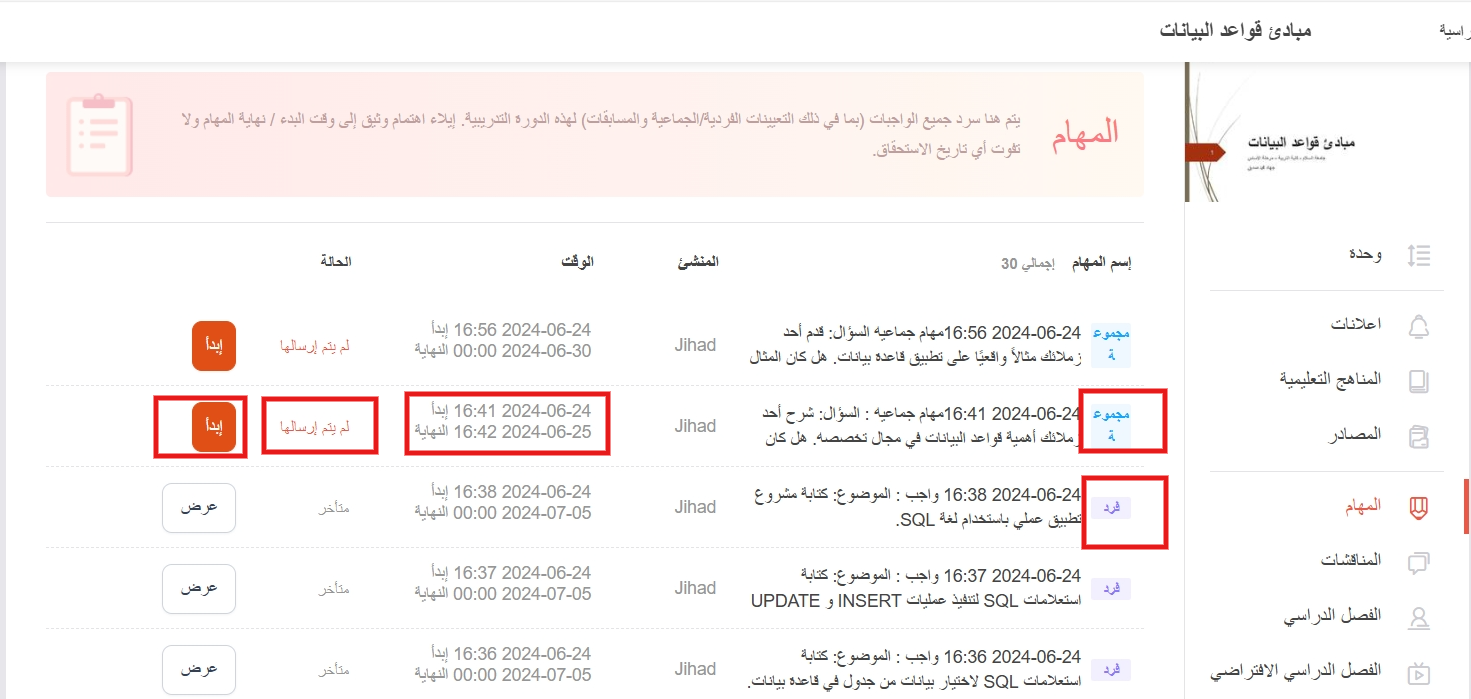 راسية
مبادئ قواعد البيانات
مبادئ قواعد البيانات
1
وحدة
اعلانات
المناهج التعليمية
المصادر
المهام
المناقشات
الفصل الدراسي
الفصل الدراسي الافتراضي
المهام
يتم هنا سرد جميع الواجبات (بما في ذلك التعيينات الفردية/الجماعية والمسابقات) لهذه الدورة التدريبية. إيلاء اهتمام وثيق إلى وقت البدء / نهاية المهام ولا
تفوت أي تاريخ الاستحقاق.
إسم المهام إجمالي 30 المنشئ الوقت الحالة
مجموع
ة
2024-06-24 16:56مهام جماعيه السؤال: قدم أحد
زملائك مثالاً واقعيًا على تطبيق قاعدة بيانات. هل كان المثال
Jihad
2024-06-24 16:56 إبدأ
2024-06-30 00:00 النهاية
لم يتم إرسالها
إبدأ
مجموع
ة
2024-06-24 16:41مهام جماعيه : السؤال: شرح أحد
زملائك أهمية قواعد البيانات في مجال تخصصه. هل كان
Jihad
2024-06-24 16:41 إبدأ
2024-06-25 16:42 النهاية
لم يتم إرسالها
إبدأ
فرد
2024-06-24 16:38 واجب : الموضوع: كتابة مشروع
تطبيق عملي باستخدام لغة SQL.
Jihad
2024-06-24 16:38 إبدأ
2024-07-05 00:00 النهاية
متأخر
عرض
فرد
2024-06-24 16:37 واجب : الموضوع: كتابة
استعلامات SQL لتنفيذ عمليات INSERT و UPDATE
Jihad
2024-06-24 16:37 إبدأ
2024-07-05 00:00 النهاية
متأخر
عرض
فرد
2024-06-24 16:36 واجب : الموضوع: كتابة
استعلامات SQL لاختيار بيانات من جدول في قاعدة بيانات.
Jihad
2024-06-24 16:36 إبدأ
2024-07-05 00:00 النهاية
متأخر
عرض